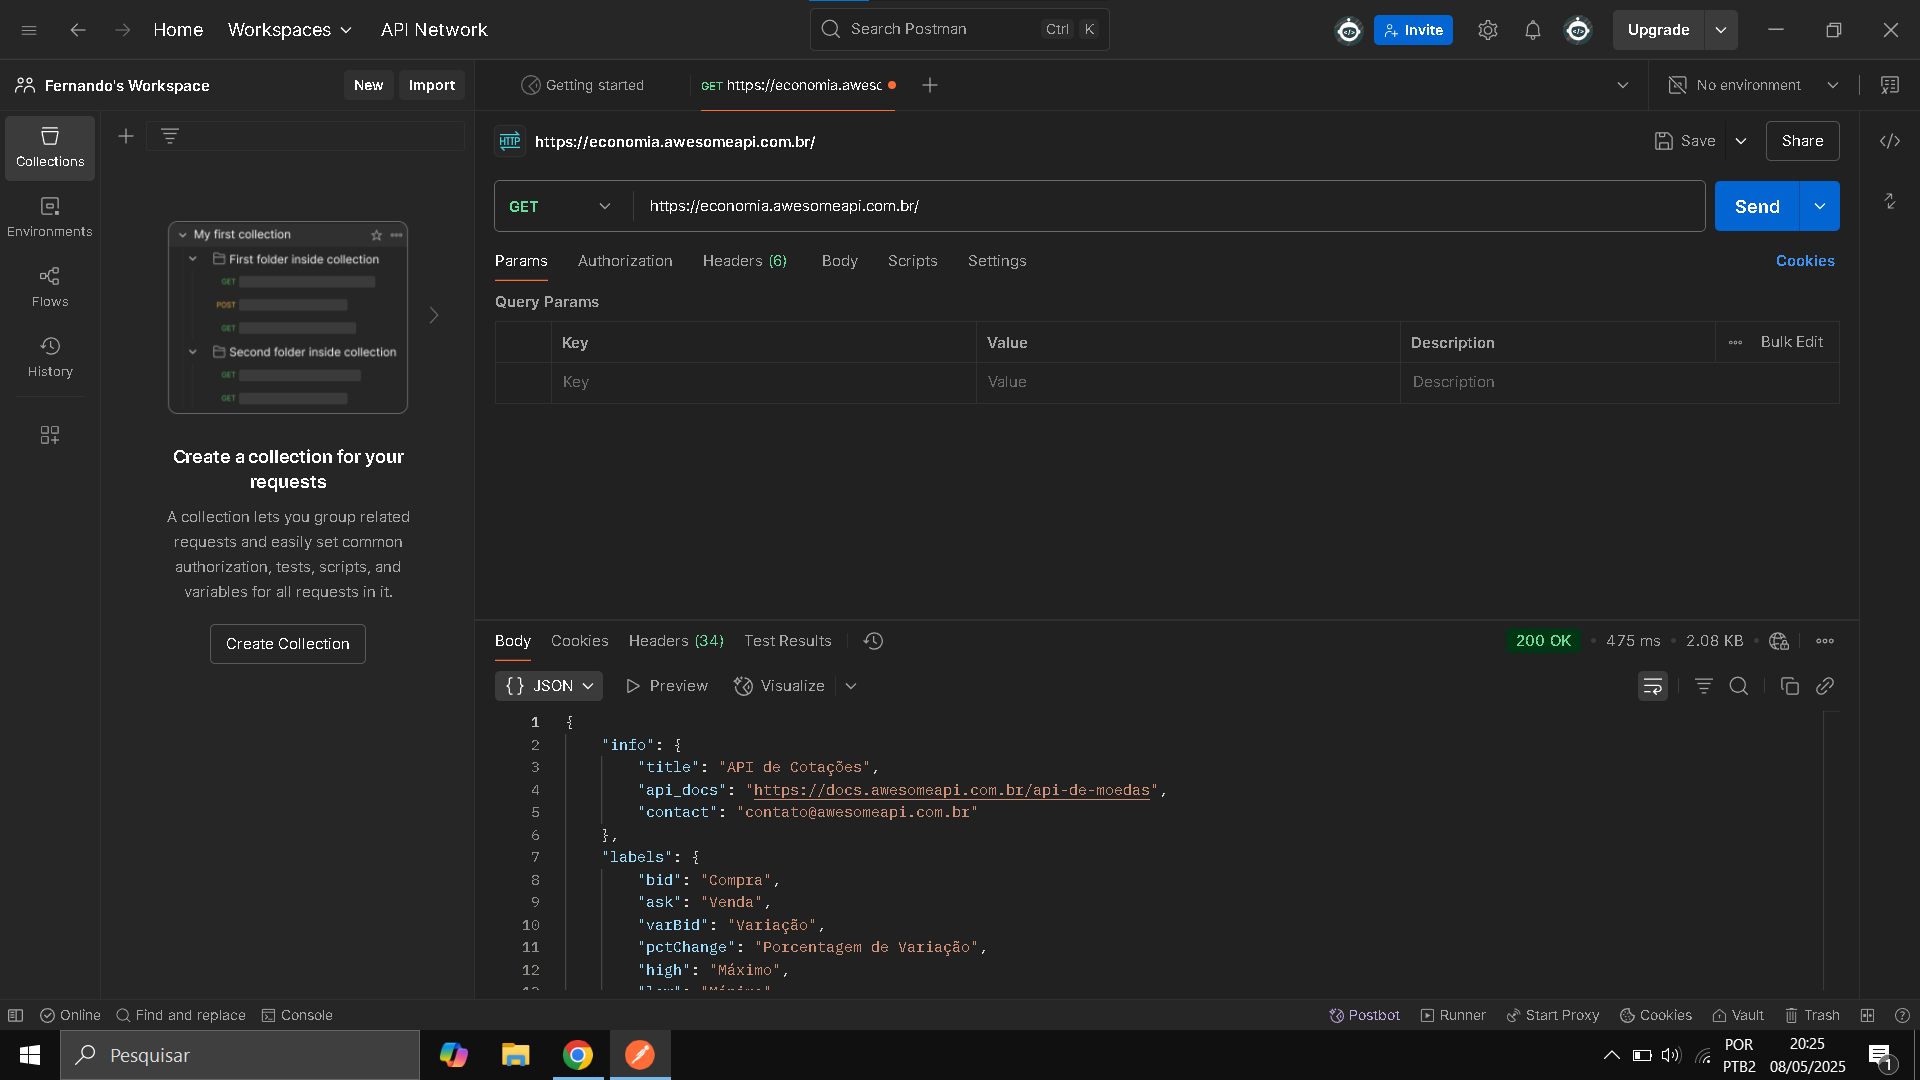 Home Workspaces API Network Search Postman Ctrl K Invite Upgrade
Fernando's Workspace New Import Getting started GET https://economia.awesc No environment
Collections
Environments
Flows
History
My first collection
First folder inside collection
GET
POST
GET
Second folder inside collection
GET
GET
Create a collection for your
requests
A collection lets you group related
requests and easily set common
authorization, tests, scripts, and
variables for all requests in it.
Create Collection
HTTP https://economia.awesomeapi.com.br/ Save Share
GET https://economia.awesomeapi.com.br/ Send
Params Authorization Headers (6) Body Scripts Settings Cookies
Query Params
Key Value Description Bulk Edit
Key Value Description
Body Cookies Headers (34) Test Results 200 OK • 475 ms • 2.08 KB
{} JSON Preview Visualize
1 {
2 "info": {
3 "title": "API de Cotações",
4 "api_docs": "https://docs.awesomeapi.com.br/api-de-moedas",
5 "contact": "contato@awesomeapi.com.br"
6 },
7 "labels": {
8 "bid": "Compra",
9 "ask": "Venda",
10 "varBid": "Variação",
11 "pctChange": "Porcentagem de Variação",
12 "high": "Máximo",
Online Find and replace Console Postbot Runner Start Proxy Cookies Vault Trash
Pesquisar
POR
PTB2
20:25
08/05/2025
1